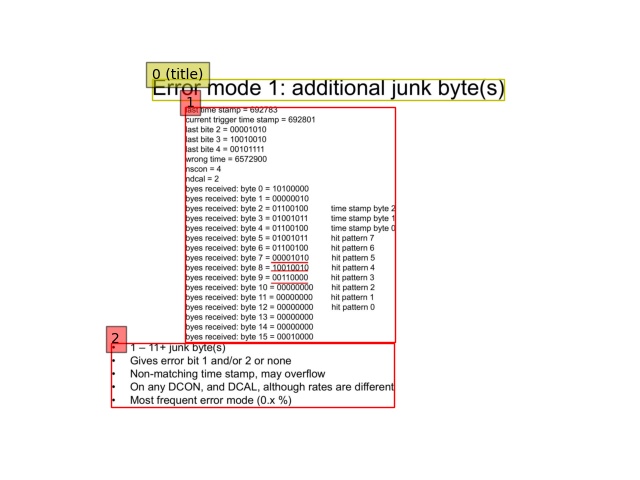 0 (title)
Error mode 1: additional junk byte(s)
1
last time stamp = 692783
current trigger time stamp = 692801
last bite 2 = 00001010
last bite 3 = 10010010
last bite 4 = 00101111
wrong time = 6572900
nscon = 4
ndcal = 2
byes received: byte 0 = 10100000
byes received: byte 1 = 00000010
byes received: byte 2 = 01100100 time stamp byte 2
byes received: byte 3 = 01001011 time stamp byte 1
byes received: byte 4 = 01100100 time stamp byte 0
byes received: byte 5 = 01001011 hit pattern 7
byes received: byte 6 = 01100100 hit pattern 6
byes received: byte 7 = 00001010 hit pattern 5
byes received: byte 8 = 10010010 hit pattern 4
byes received: byte 9 = 00110000 hit pattern 3
byes received: byte 10 = 00000000 hit pattern 2
byes received: byte 11 = 00000000 hit pattern 1
byes received: byte 12 = 00000000 hit pattern 0
byes received: byte 13 = 00000000
byes received: byte 14 = 00000000
byes received: byte 15 = 00010000
2
• 1 – 11+ junk byte(s)
• Gives error bit 1 and/or 2 or none
• Non-matching time stamp, may overflow
• On any DCON, and DCAL, although rates are different
• Most frequent error mode (0.x %)